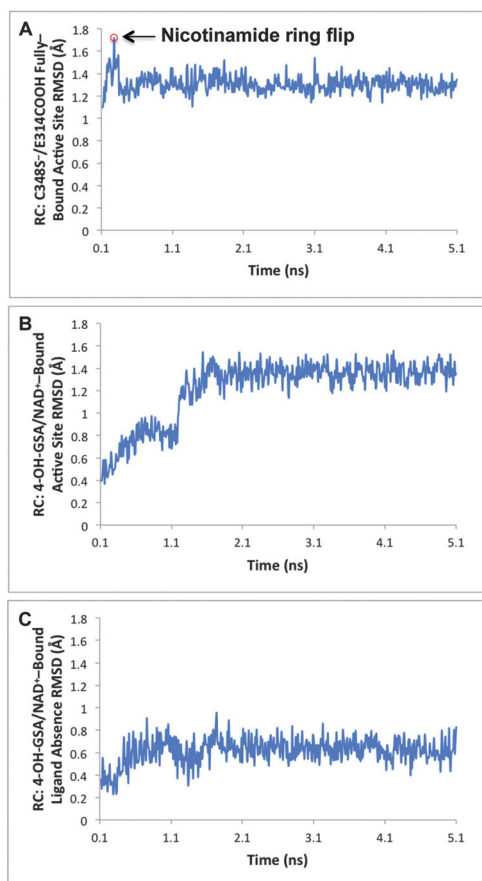 A
Nicotinamide ring flip
RC: C348S⁻/E314COOH Fully–
Bound Active Site RMSD (Å)
1.8
1.6
1.4
1.2
1
0.8
0.6
0.4
0.2
0
0.1 1.1 2.1 3.1 4.1 5.1
Time (ns)
B
RC: 4-OH-GSA/NAD⁺–Bound
Active Site RMSD (Å)
1.8
1.6
1.4
1.2
1
0.8
0.6
0.4
0.2
0
0.1 1.1 2.1 3.1 4.1 5.1
Time (ns)
C
RC: 4-OH-GSA/NAD⁺–Bound
Ligand Absence RMSD (Å)
1.8
1.6
1.4
1.2
1
0.8
0.6
0.4
0.2
0
0.1 1.1 2.1 3.1 4.1 5.1
Time (ns)